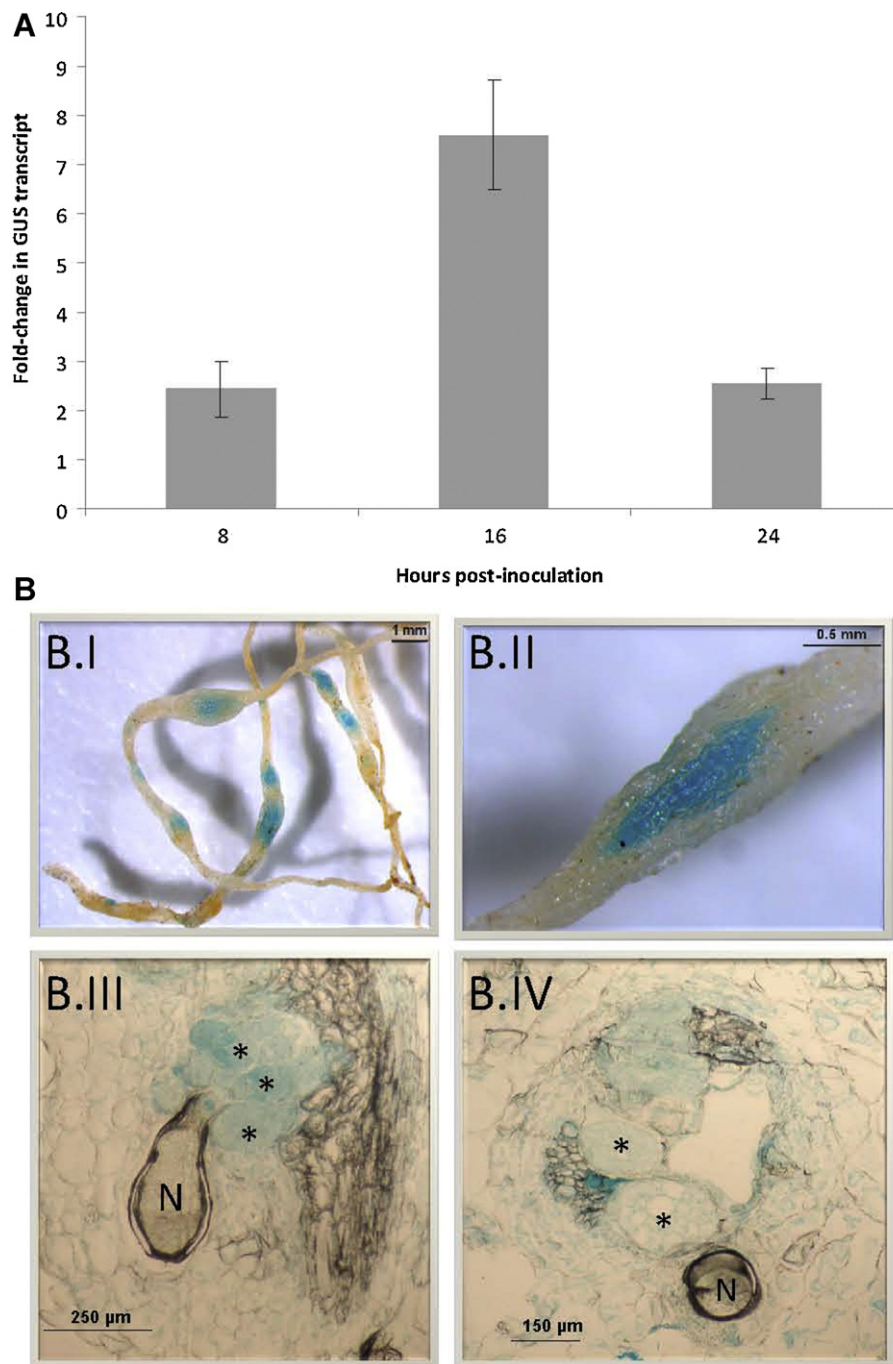 A
Fold-change in GUS transcript
10
9
8
7
6
5
4
3
2
1
0
8 16 24
Hours post-inoculation
B
B.I
1 mm
B.II
0.5 mm
B.III
*
*
*
N
250 µm
B.IV
*
*
N
150 µm